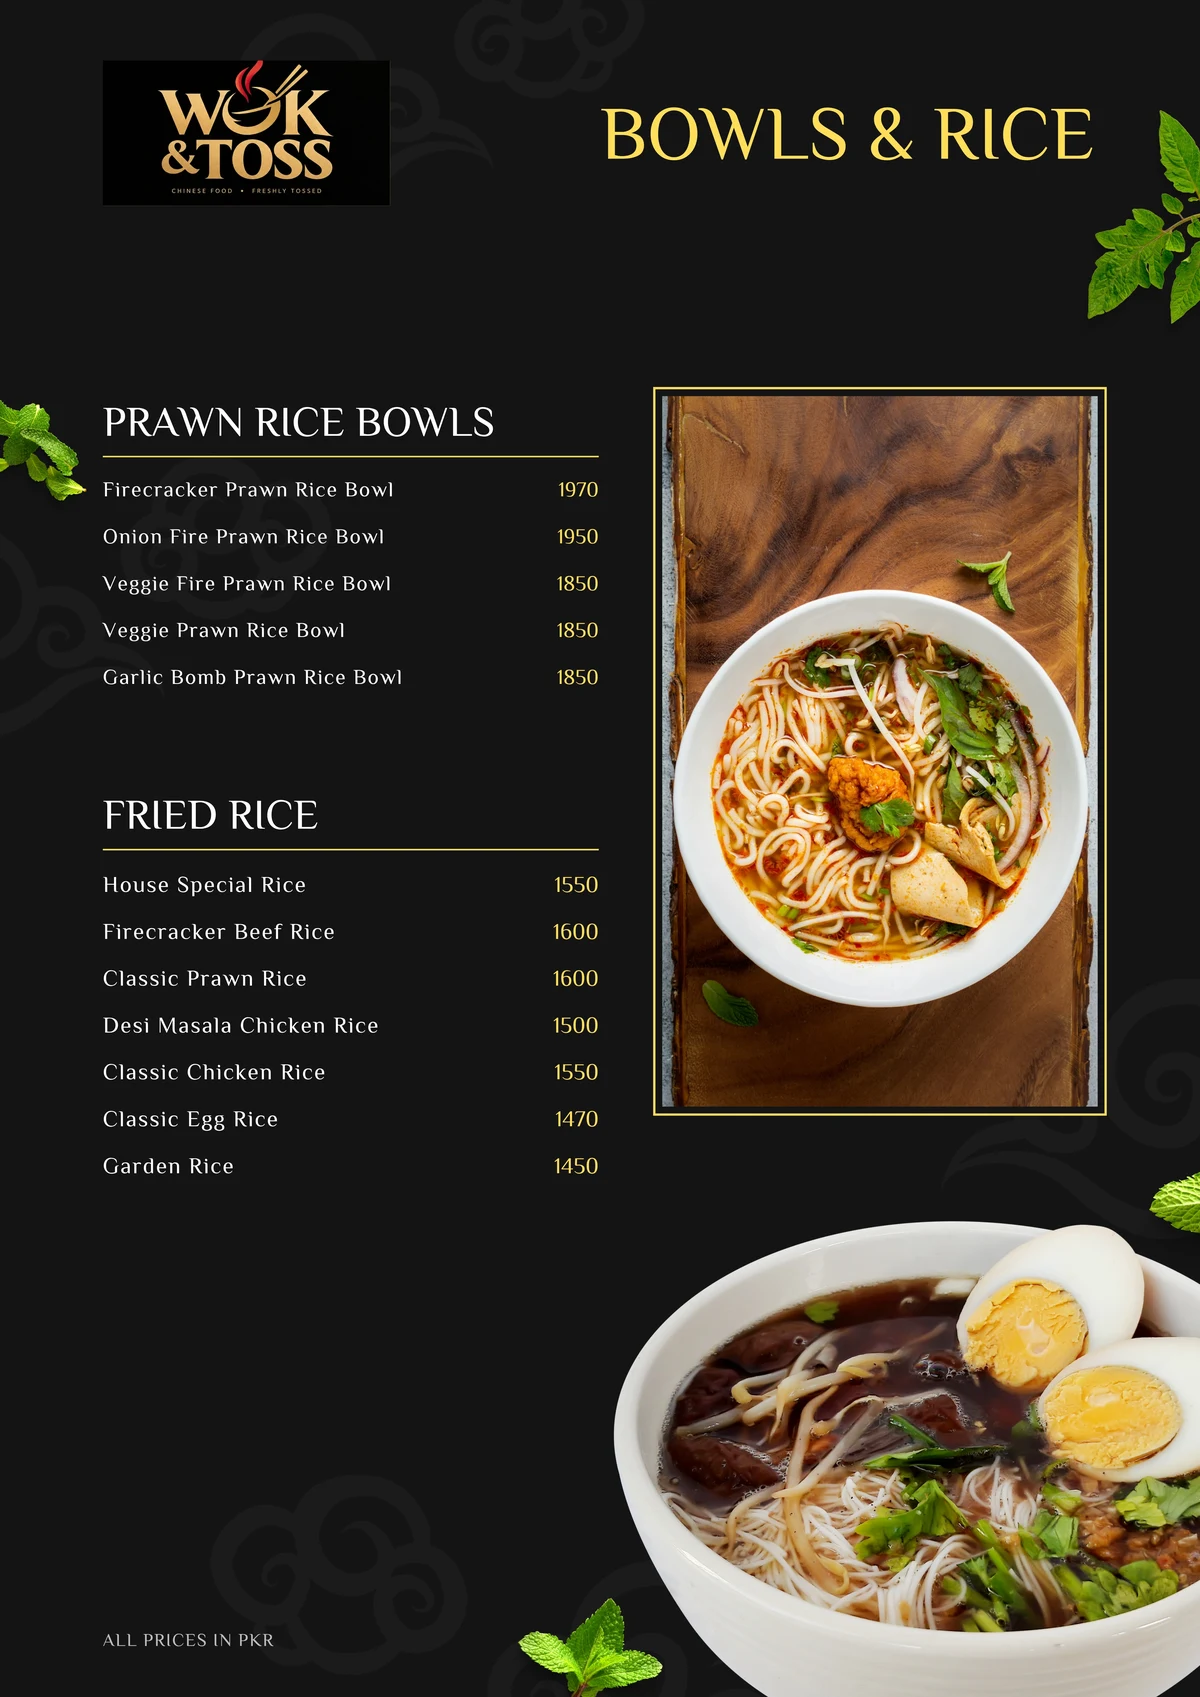 WOK
&TOSS
CHINESE FOOD • FRESHLY TOSSED
BOWLS & RICE
PRAWN RICE BOWLS
Firecracker Prawn Rice Bowl 1970
Onion Fire Prawn Rice Bowl 1950
Veggie Fire Prawn Rice Bowl 1850
Veggie Prawn Rice Bowl 1850
Garlic Bomb Prawn Rice Bowl 1850
FRIED RICE
House Special Rice 1550
Firecracker Beef Rice 1600
Classic Prawn Rice 1600
Desi Masala Chicken Rice 1500
Classic Chicken Rice 1550
Classic Egg Rice 1470
Garden Rice 1450
ALL PRICES IN PKR